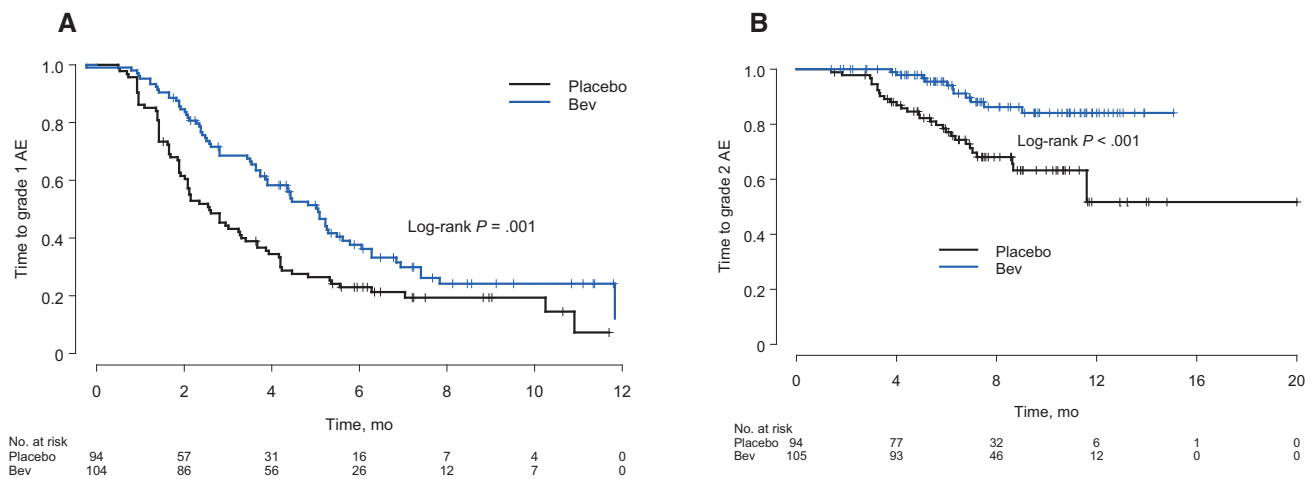 A
1.0
0.8
0.6
0.4
0.2
0
Time to grade 1 AE
Placebo
Bev
Log-rank P = .001
0 2 4 6 8 10 12
Time, mo
No. at risk
Placebo 94 57 31 16 7 4 0
Bev 104 86 56 26 12 7 0
B
1.0
0.8
0.6
0.4
0.2
0
Time to grade 2 AE
Log-rank P < .001
Placebo
Bev
0 4 8 12 16 20
Time, mo
No. at risk
Placebo 94 77 32 6 1 0
Bev 105 93 46 12 0 0